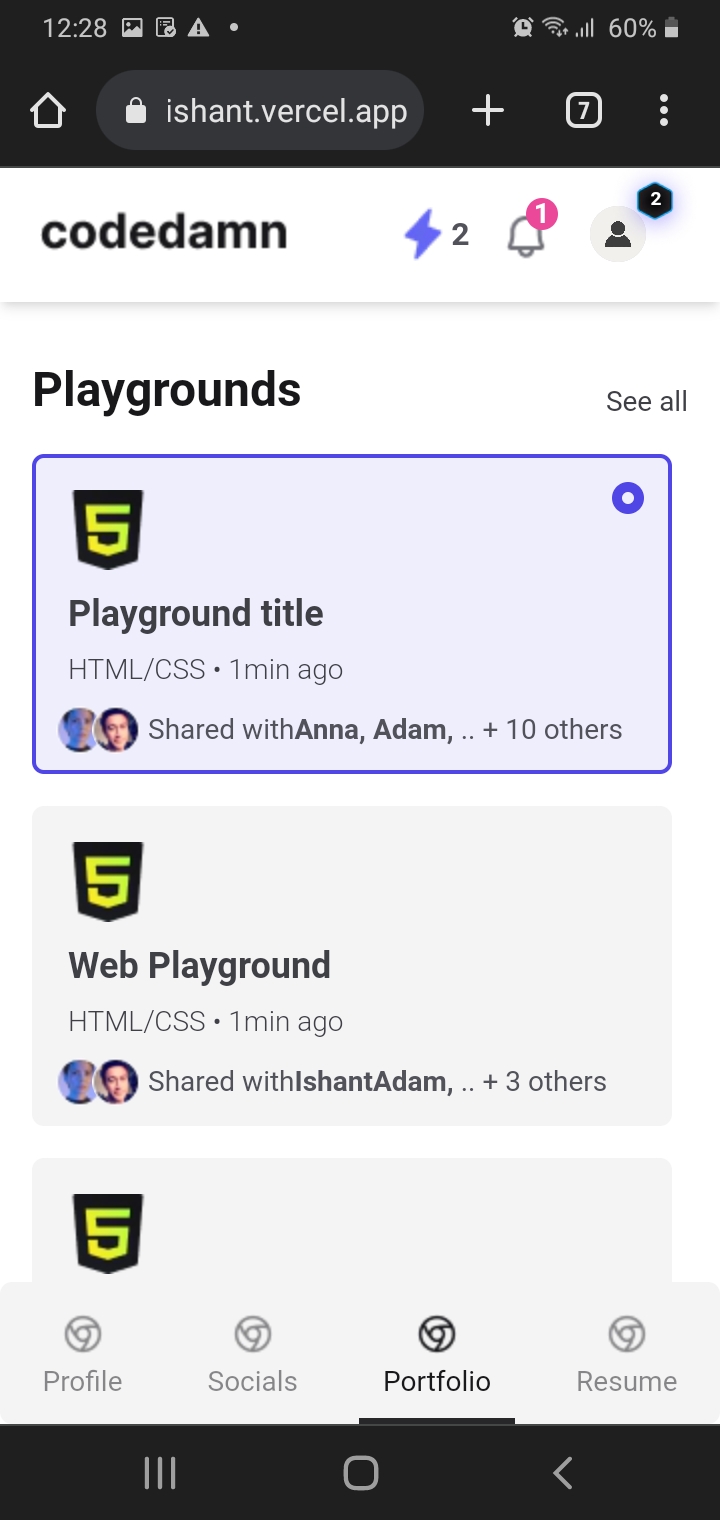 12:28 60%
ishant.vercel.app 7
codedamn 2 1 2
Playgrounds See all
Playground title
HTML/CSS • 1min ago
Shared withAnna, Adam, .. + 10 others
Web Playground
HTML/CSS • 1min ago
Shared withIshantAdam, .. + 3 others
Profile Socials Portfolio Resume